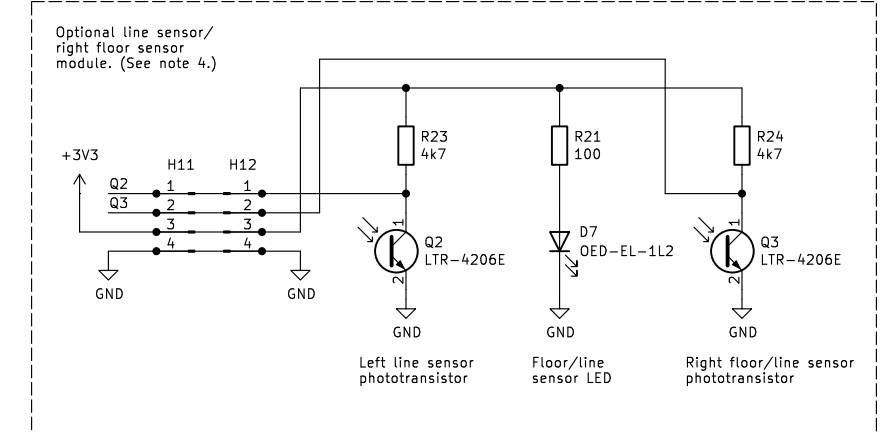 Optional line sensor/
right floor sensor
module. (See note 4.)
+3V3
H11
H12
Q2
1
1
Q3
2
2
3
3
4
4
GND
GND
R23
4k7
1
Q2
LTR-4206E
2
GND
Left line sensor
phototransistor
R21
100
D7
OED-EL-1L2
GND
Floor/line
sensor LED
R24
4k7
1
Q3
LTR-4206E
2
GND
Right floor/line sensor
phototransistor